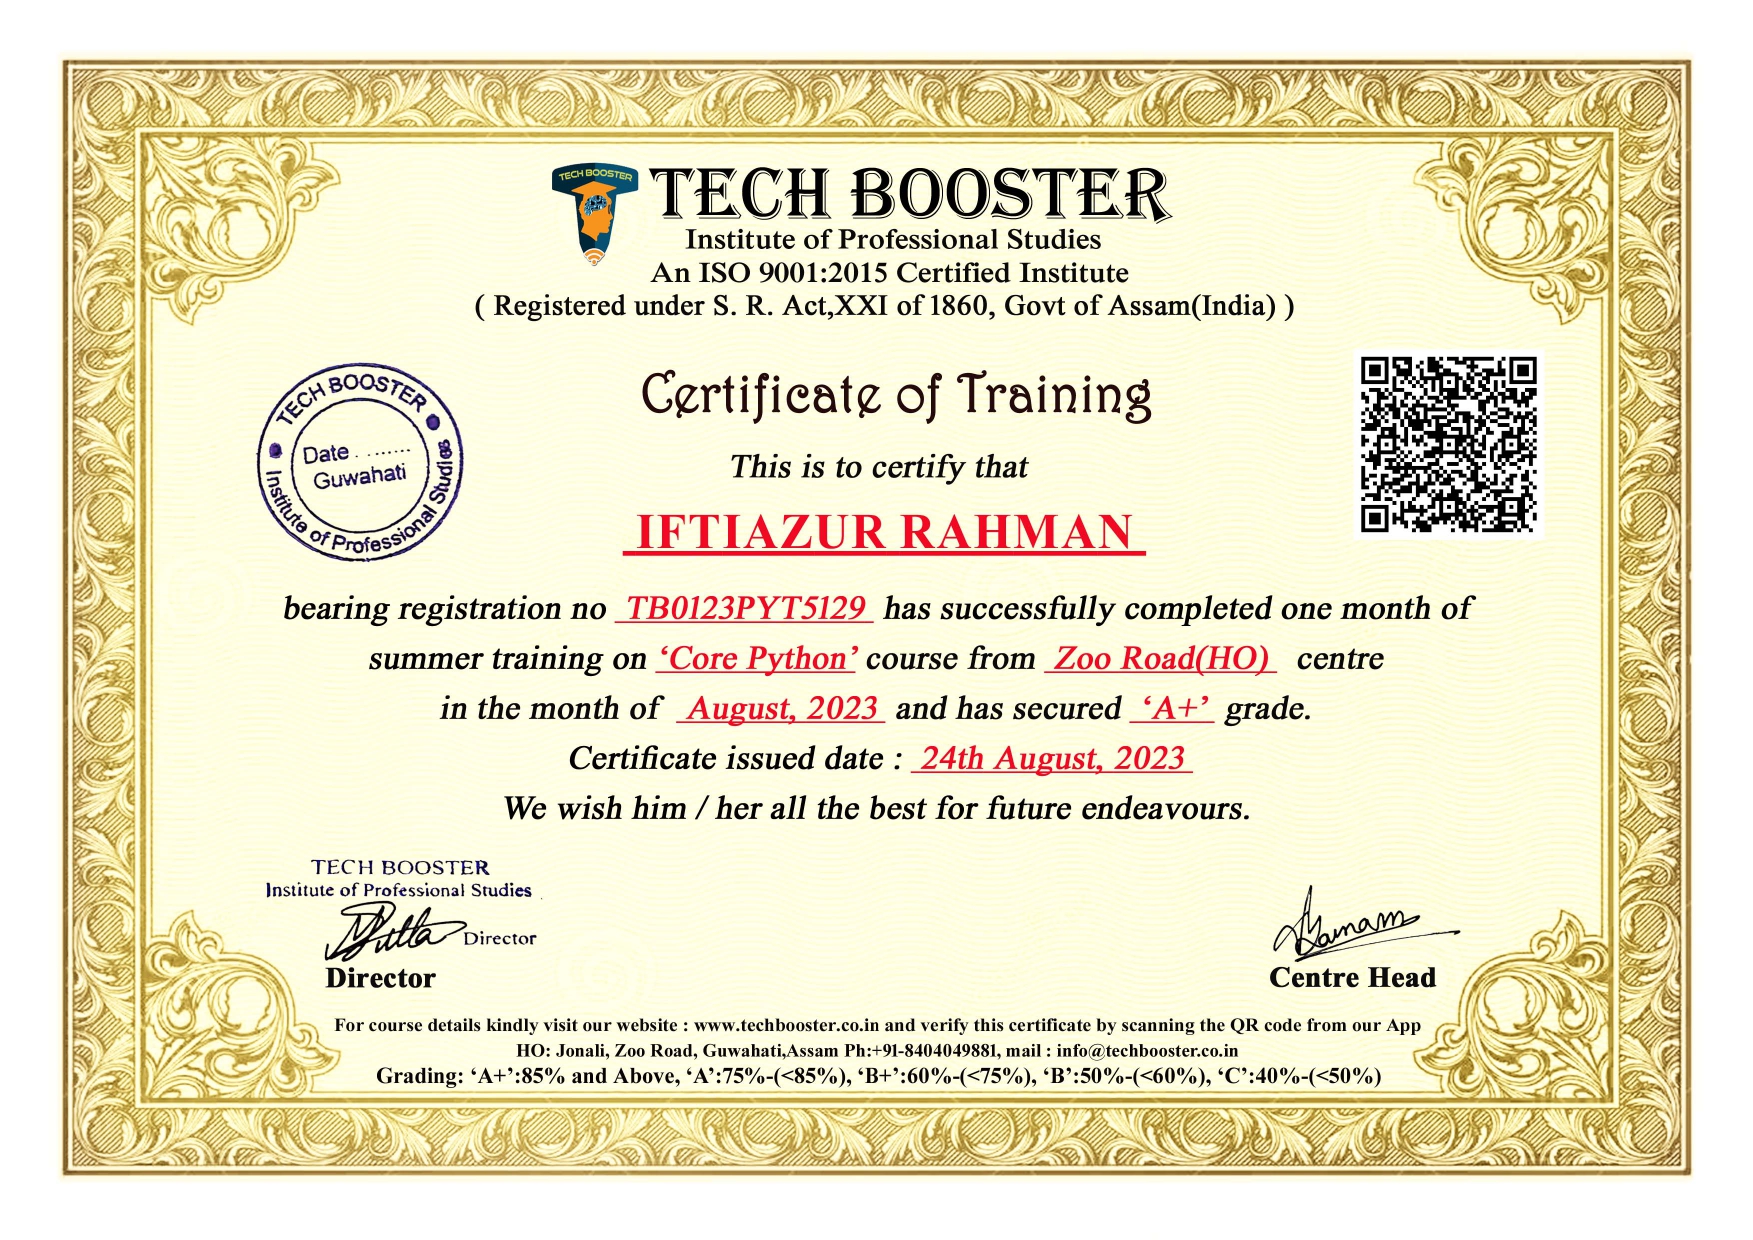 TECH BOOSTER
TECH BOOSTER
Institute of Professional Studies
An ISO 9001:2015 Certified Institute
( Registered under S. R. Act,XXI of 1860, Govt of Assam(India) )
TECH BOOSTER
Date ........
Guwahati
Institute of Professional Studies
Certificate of Training
This is to certify that
IFTIAZUR RAHMAN
bearing registration no TB0123PYT5129 has successfully completed one month of
summer training on ‘Core Python’ course from Zoo Road(HO) centre
in the month of August, 2023 and has secured ‘A+’ grade.
Certificate issued date : 24th August, 2023
We wish him / her all the best for future endeavours.
TECH BOOSTER
Institute of Professional Studies
Director
Director
Centre Head
For course details kindly visit our website : www.techbooster.co.in and verify this certificate by scanning the QR code from our App
HO: Jonali, Zoo Road, Guwahati,Assam Ph:+91-8404049881, mail : info@techbooster.co.in
Grading: ‘A+’:85% and Above, ‘A’:75%-(<85%), ‘B+’:60%-(<75%), ‘B’:50%-(<60%), ‘C’:40%-(<50%)